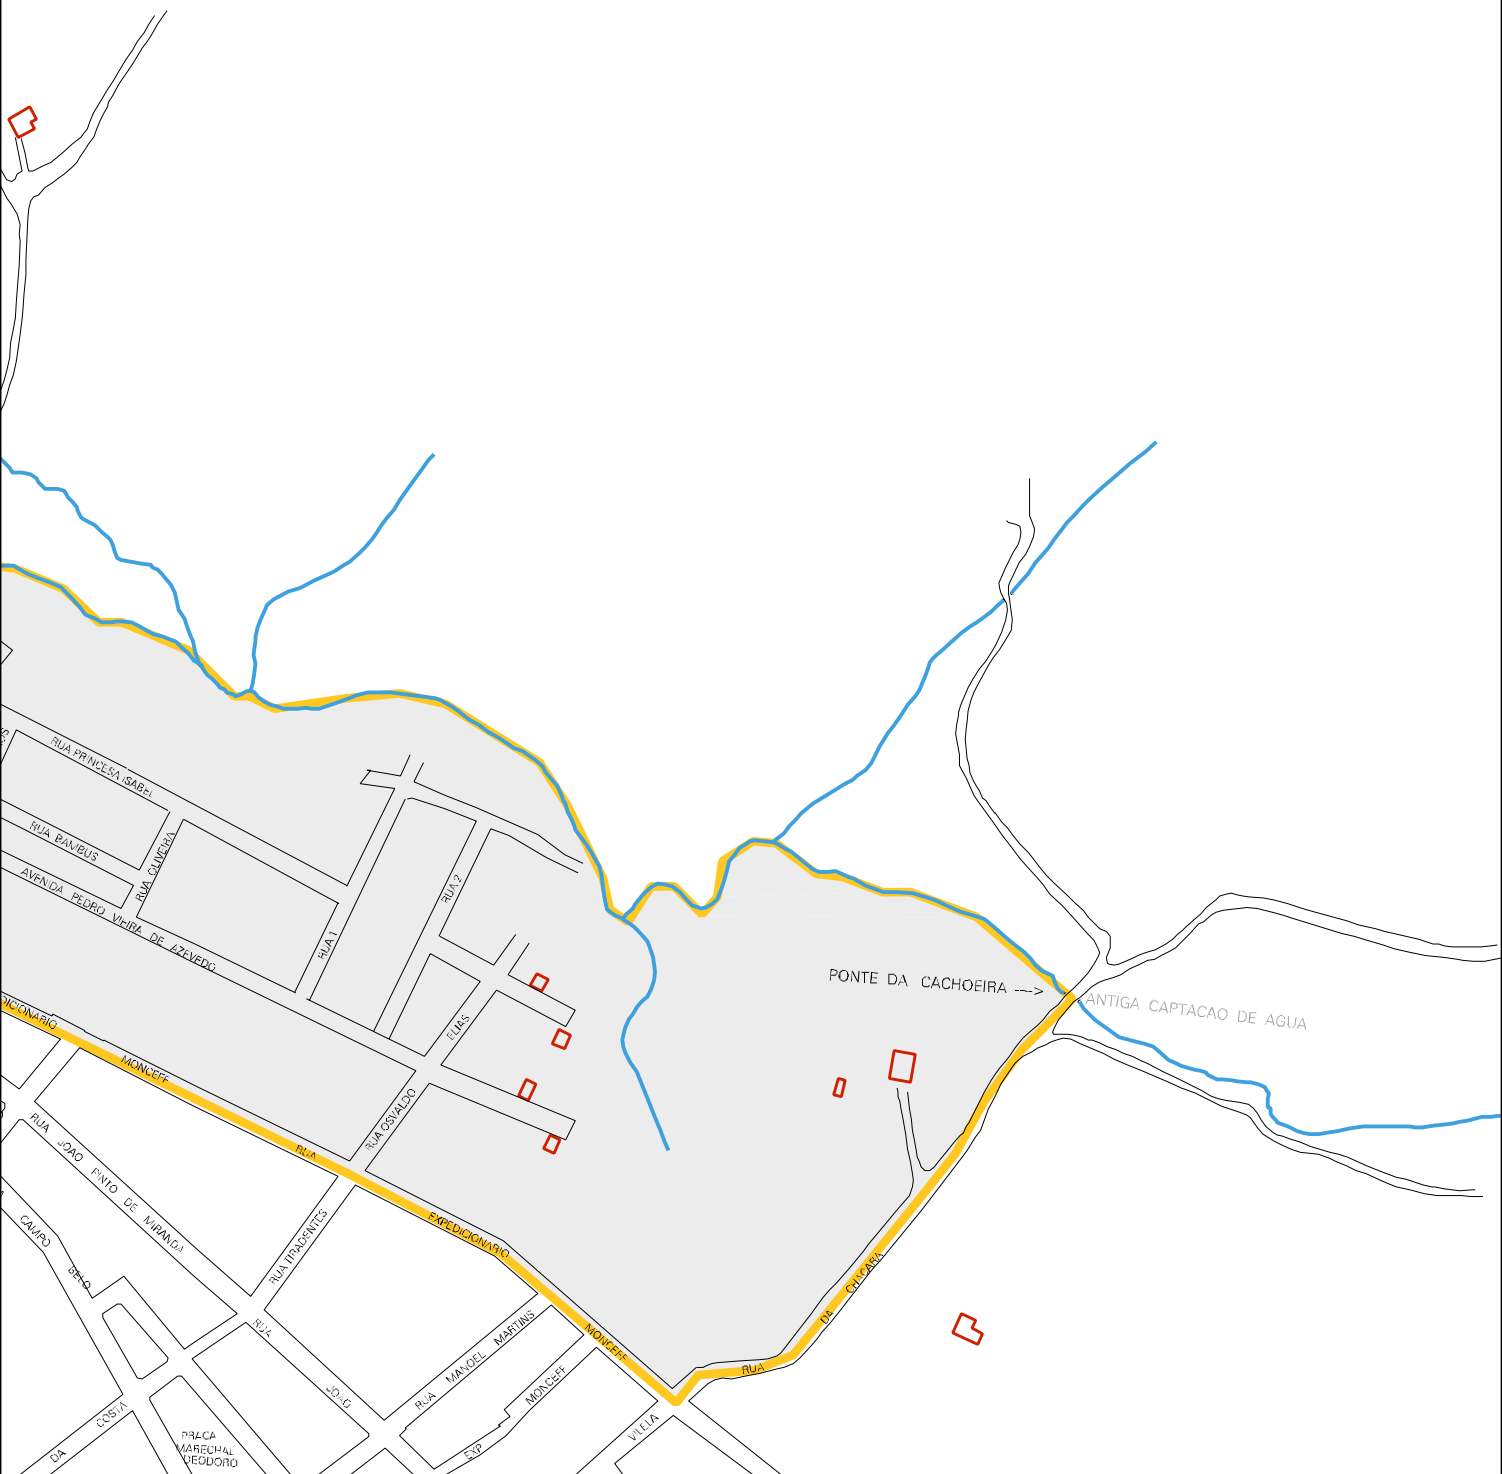 RUA PRINCESA ISABEL
RUA BAMBUS
RUA OLIVEIRA
AVENIDA PEDRO VIEIRA DE AZEVEDO
RUA 1
RUA 2
ELIAS
RUA OSVALDO
PONTE DA CACHOEIRA ---->
ANTIGA CAPTACAO DE AGUA
DICIONARIO
MONCEFF
RUA
EXPEDICIONARIO
MONCEFF
RUA
DA
CHACARA
RUA JOAO PINTO DE MIRANDA
RUA TIRADENTES
CAMPO
BELO
RUA
JOAO
RUA MANOEL MARTINS
EXP
MONCEFF
VILELA
DA
COSTA
PRACA
MARECHAL
DEODORO